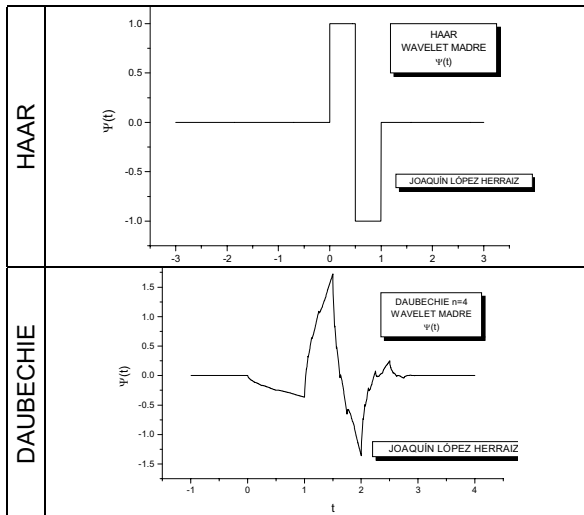 HAAR
Ψ(t)
1.0
0.5
0.0
-0.5
-1.0
-3 -2 -1 0 1 2 3
HAAR
WAVELET MADRE
Ψ(t)
JOAQUÍN LÓPEZ HERRAIZ
DAUBECHIE
Ψ(t)
1.5
1.0
0.5
0.0
-0.5
-1.0
-1.5
-1 0 1 2 3 4
t
DAUBECHIE n=4
WAVELET MADRE
Ψ(t)
JOAQUÍN LÓPEZ HERRAIZ